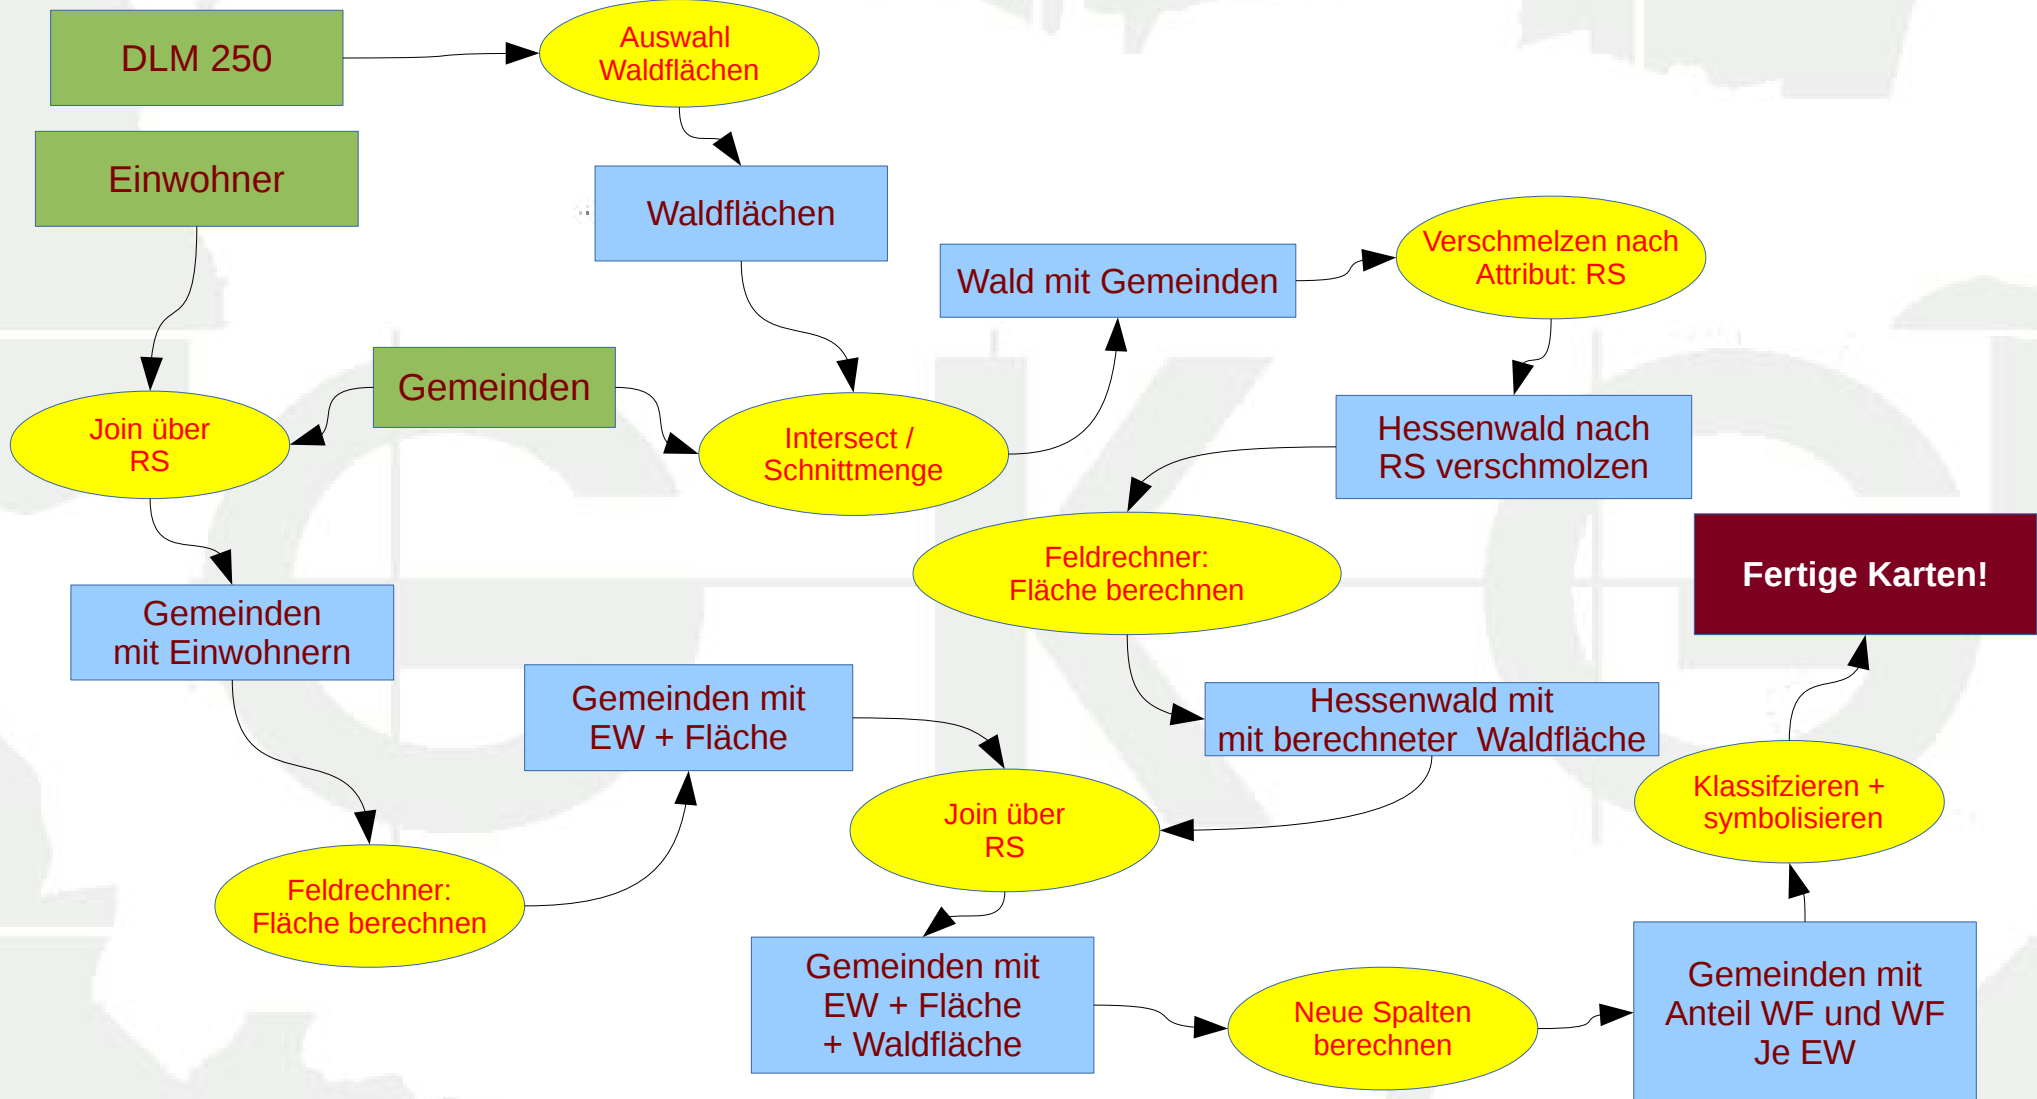 DLM 250
Auswahl
Waldflächen
Einwohner
Waldflächen
Verschmelzen nach
Attribut: RS
Wald mit Gemeinden
Gemeinden
Join über
RS
Intersect /
Schnittmenge
Hessenwald nach
RS verschmolzen
Feldrechner:
Fläche berechnen
Fertige Karten!
Gemeinden
mit Einwohnern
Gemeinden mit
EW + Fläche
Hessenwald mit
mit berechneter Waldfläche
Join über
RS
Klassifzieren +
symbolisieren
Feldrechner:
Fläche berechnen
Gemeinden mit
EW + Fläche
+ Waldfläche
Neue Spalten
berechnen
Gemeinden mit
Anteil WF und WF
Je EW